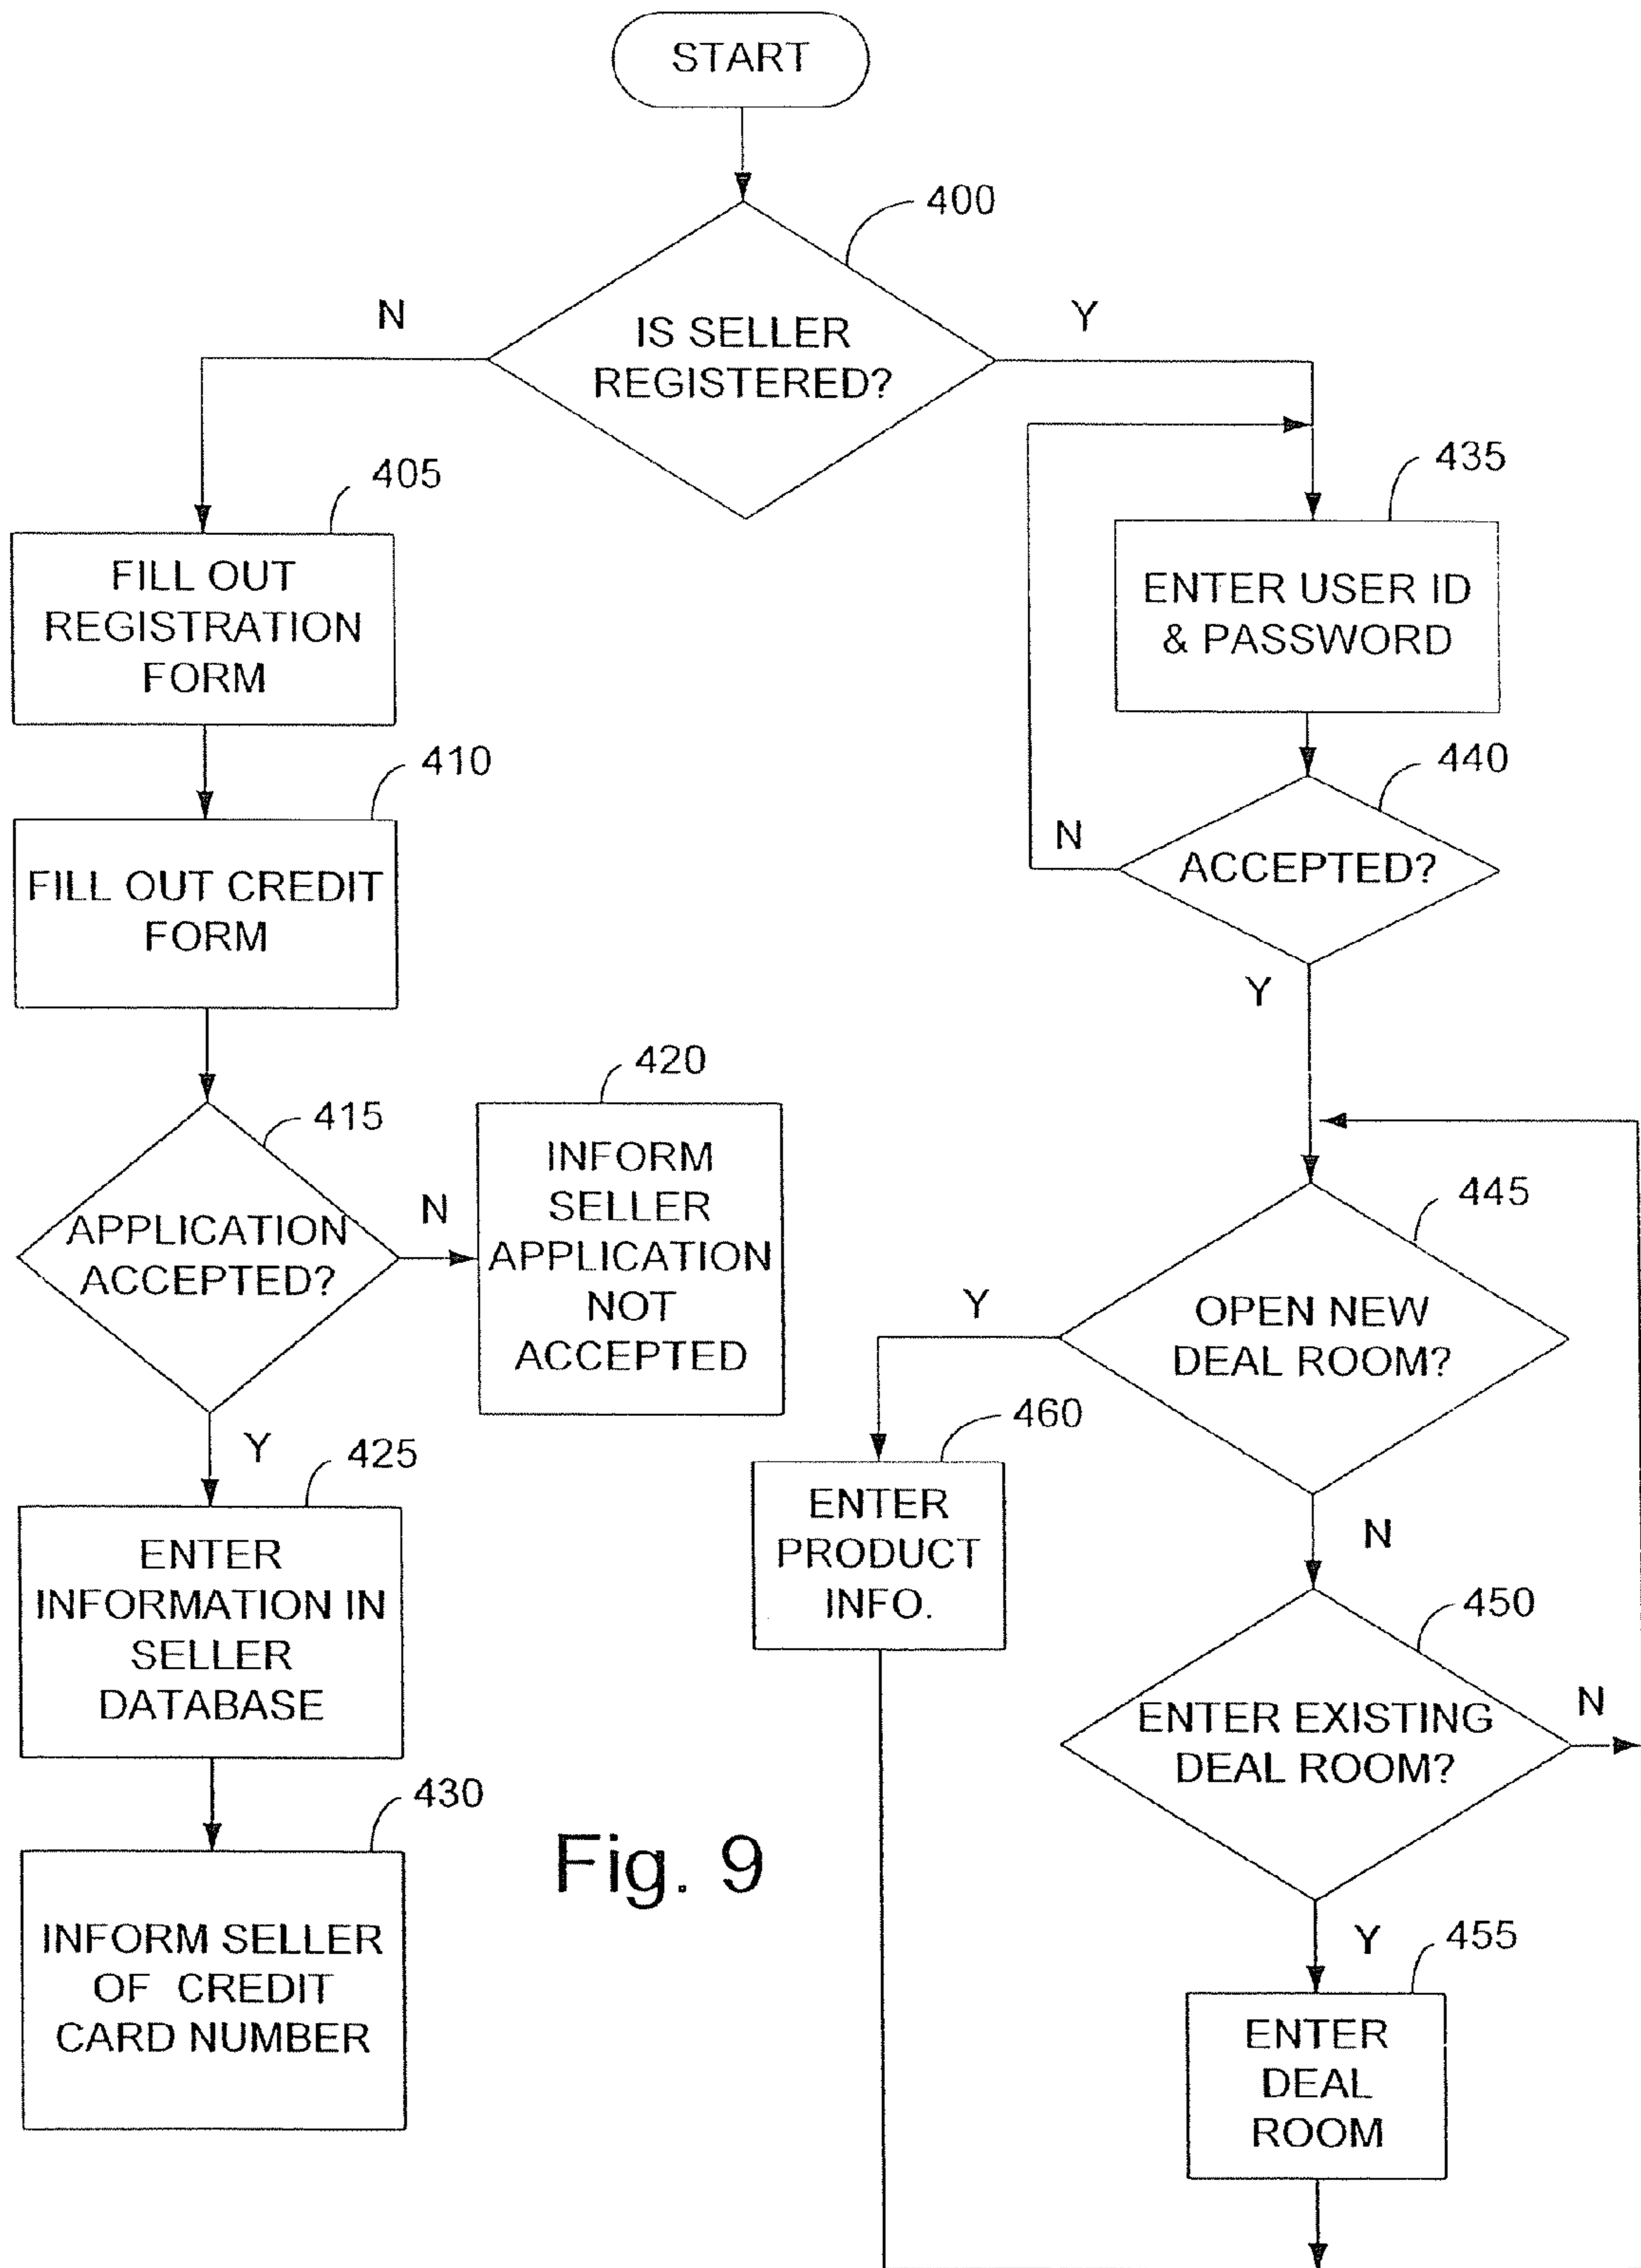 START
400
N
IS SELLER
REGISTERED?
Y
405
FILL OUT
REGISTRATION
FORM
410
FILL OUT CREDIT
FORM
415
APPLICATION
ACCEPTED?
N
420
INFORM
SELLER
APPLICATION
NOT
ACCEPTED
Y
425
ENTER
INFORMATION IN
SELLER
DATABASE
430
INFORM SELLER
OF CREDIT
CARD NUMBER
435
ENTER USER ID
& PASSWORD
440
N
ACCEPTED?
Y
445
Y
OPEN NEW
DEAL ROOM?
460
ENTER
PRODUCT
INFO.
N
450
ENTER EXISTING
DEAL ROOM?
N
Y
455
ENTER
DEAL
ROOM
Fig. 9